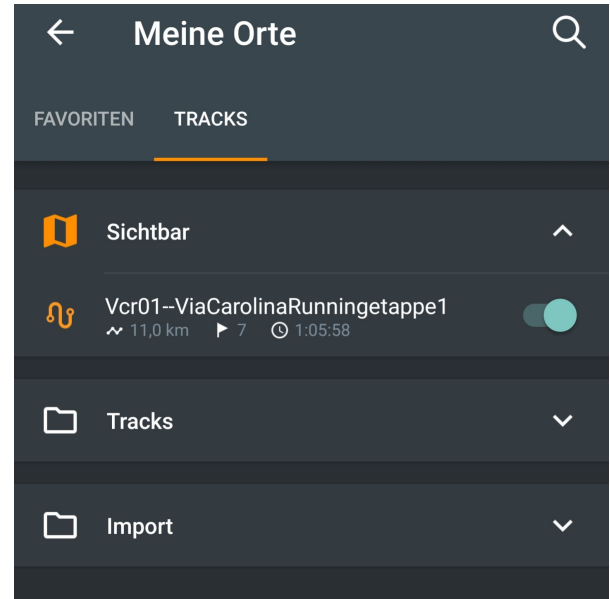 Meine Orte
FAVORITEN TRACKS
Sichtbar
Vcr01--ViaCarolinaRunningetappe1
11,0 km 7 1:05:58
Tracks
Import